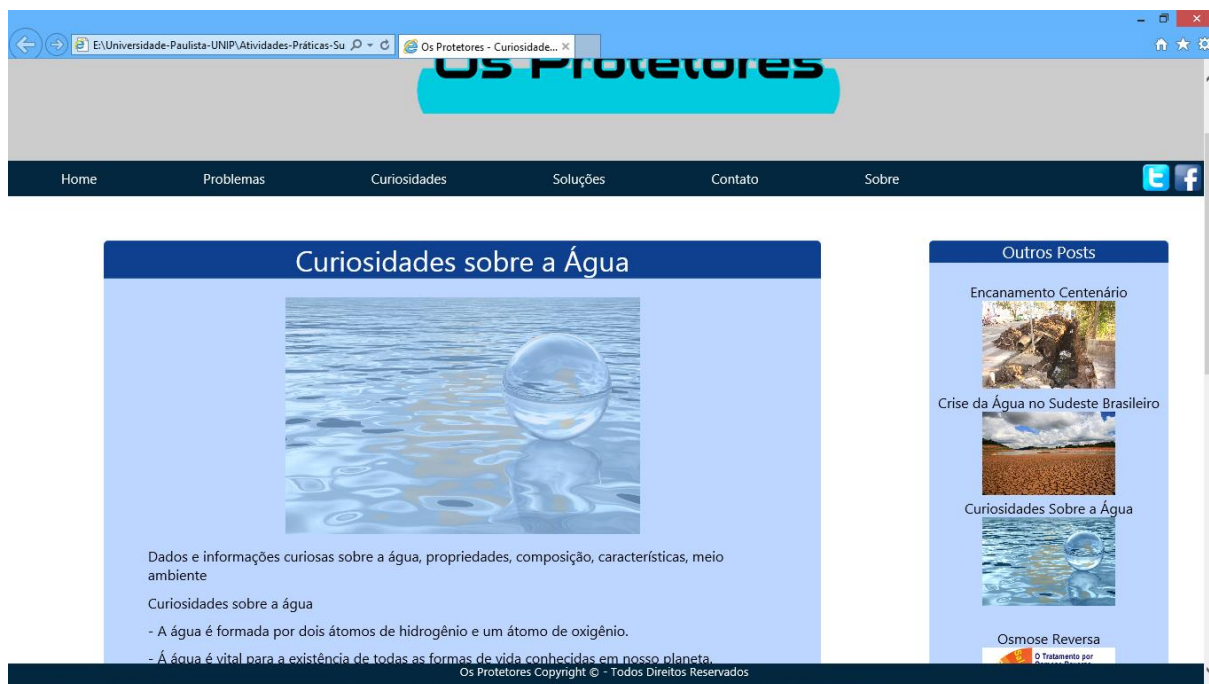 E:\Universidade-Paulista-UNIP\Atividades-Práticas-Su
Os Protetores - Curiosidade...
Os Protetores
Home Problemas Curiosidades Soluções Contato Sobre
Curiosidades sobre a Água
Dados e informações curiosas sobre a água, propriedades, composição, características, meio
ambiente
Curiosidades sobre a água
- A água é formada por dois átomos de hidrogênio e um átomo de oxigênio.
- Á água é vital para a existência de todas as formas de vida conhecidas em nosso planeta.
Outros Posts
Encanamento Centenário
Crise da Água no Sudeste Brasileiro
Curiosidades Sobre a Água
Osmose Reversa
O Tratamento por
Osmose Reversa
Os Protetores Copyright © - Todos Direitos Reservados